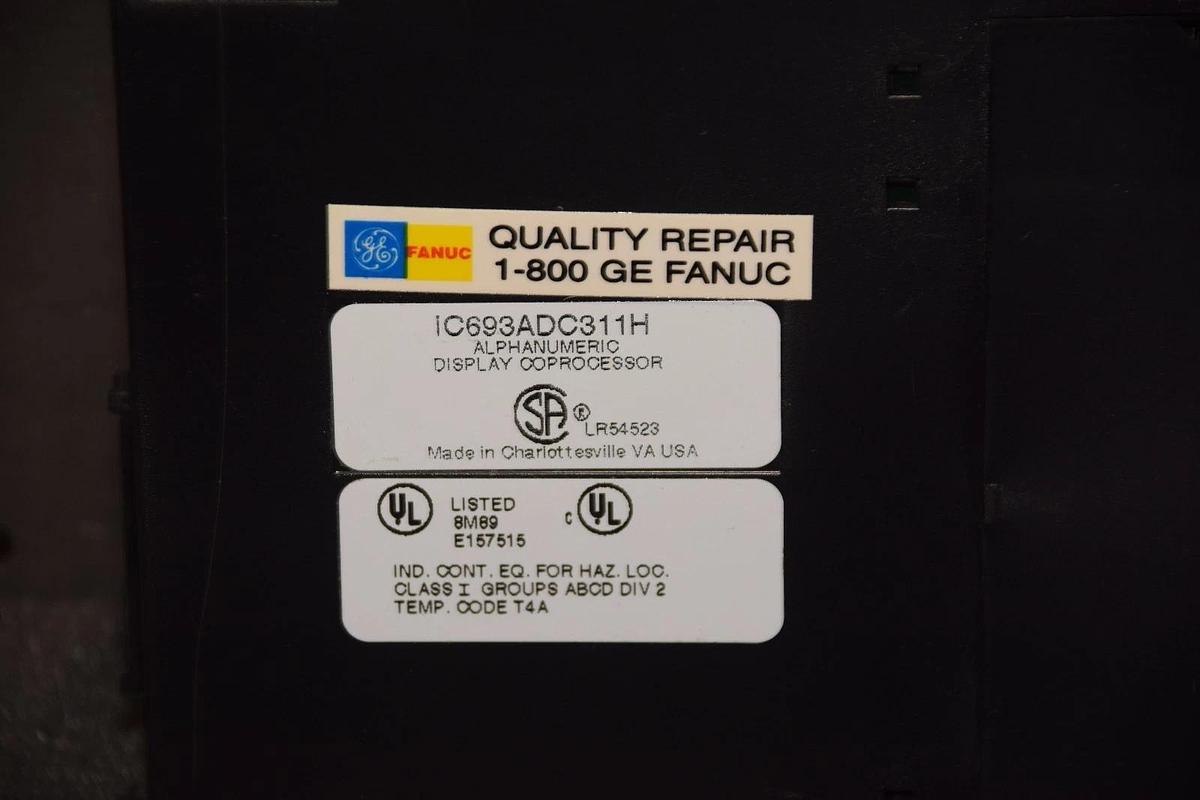 GE FANUC QUALITY REPAIR
1-800 GE FANUC
IC693ADC311H
ALPHANUMERIC
DISPLAY COPROCESSOR
SA ® LR54523
Made in Charlottesville VA USA
UL LISTED C UL
8M89
E157515
IND. CONT. EQ. FOR HAZ. LOC.
CLASS I GROUPS ABCD DIV 2
TEMP. CODE T4A